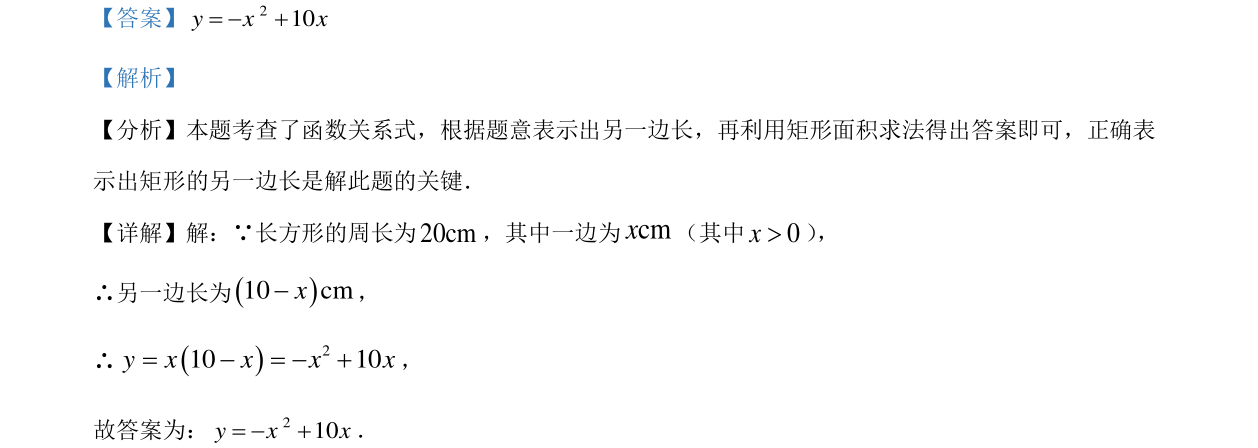 【答案】y=−x²+10x
【解析】
【分析】本题考查了函数关系式，根据题意表示出另一边长，再利用矩形面积求法得出答案即可，正确表
示出矩形的另一边长是解此题的关键．
【详解】解：∵长方形的周长为20cm，其中一边为xcm（其中x>0），
∴另一边长为(10−x)cm，
∴y=x(10−x)=−x²+10x，
故答案为：y=−x²+10x．